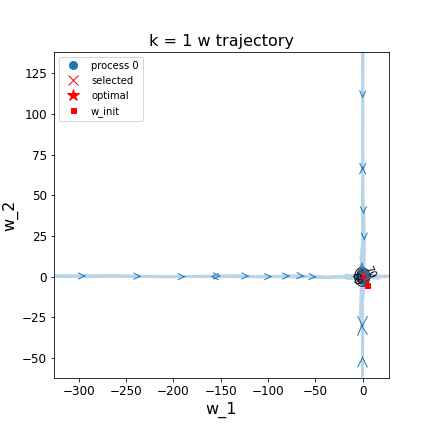 k = 1 w trajectory
process 0
selected
optimal
w_init
125
100
75
50
25
0
−25
−50
w_2
−300
−250
−200
−150
−100
−50
0
w_1